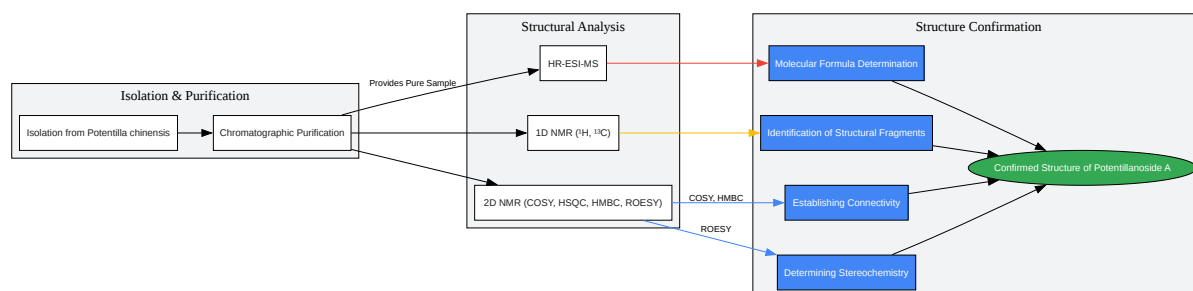 Isolation & Purification
Isolation from Potentilla chinensis
Chromatographic Purification
Provides Pure Sample
Structural Analysis
HR-ESI-MS
1D NMR (¹H, ¹³C)
2D NMR (COSY, HSQC, HMBC, ROESY)
COSY, HMBC
ROESY
Structure Confirmation
Molecular Formula Determination
Identification of Structural Fragments
Establishing Connectivity
Determining Stereochemistry
Confirmed Structure of Potentillanoside A